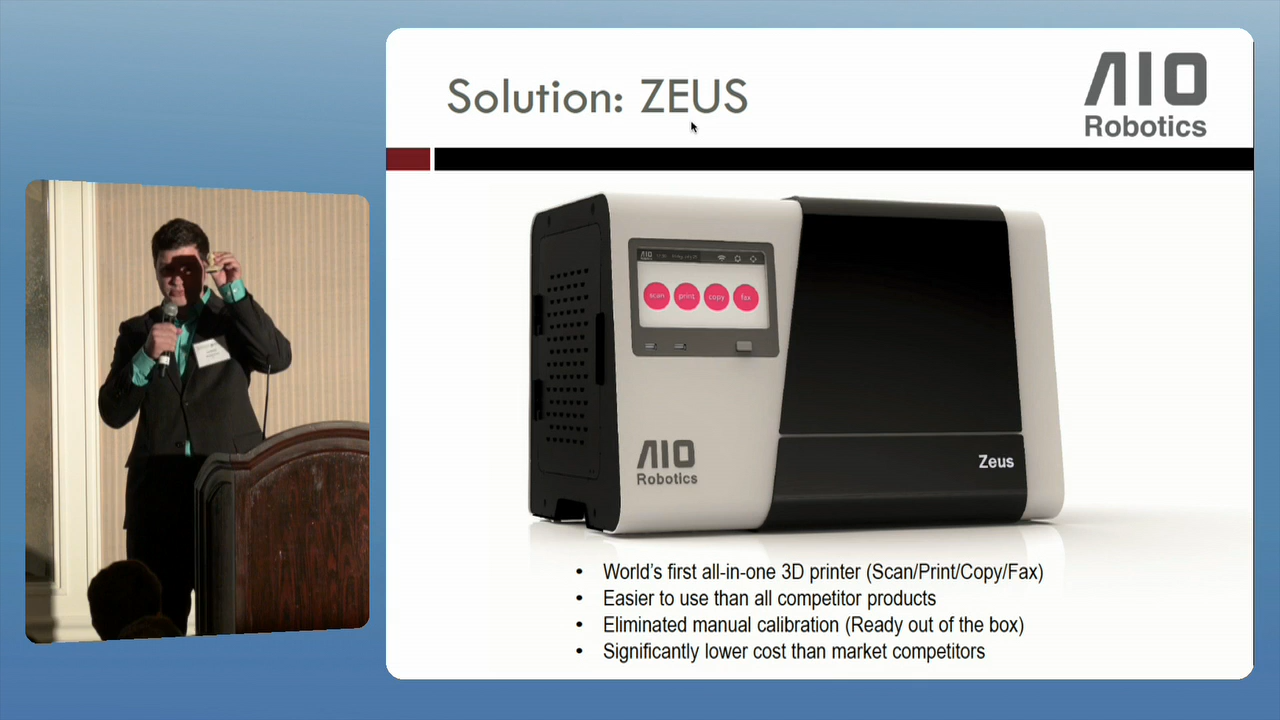 Solution: ZEUS
AIO
Robotics
scan print copy fax
AIO
Robotics
Zeus
• World's first all-in-one 3D printer (Scan/Print/Copy/Fax)
• Easier to use than all competitor products
• Eliminated manual calibration (Ready out of the box)
• Significantly lower cost than market competitors